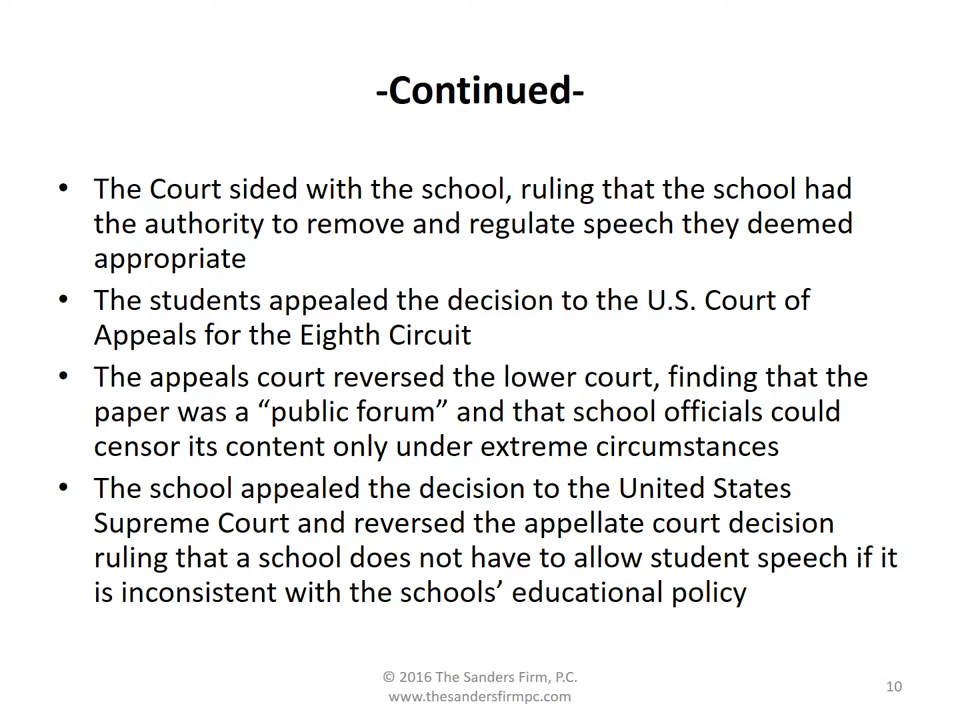 -Continued-
• The Court sided with the school, ruling that the school had
the authority to remove and regulate speech they deemed
appropriate
• The students appealed the decision to the U.S. Court of
Appeals for the Eighth Circuit
• The appeals court reversed the lower court, finding that the
paper was a “public forum” and that school officials could
censor its content only under extreme circumstances
• The school appealed the decision to the United States
Supreme Court and reversed the appellate court decision
ruling that a school does not have to allow student speech if it
is inconsistent with the schools’ educational policy
© 2016 The Sanders Firm, P.C.
www.thesandersfirmpc.com
10